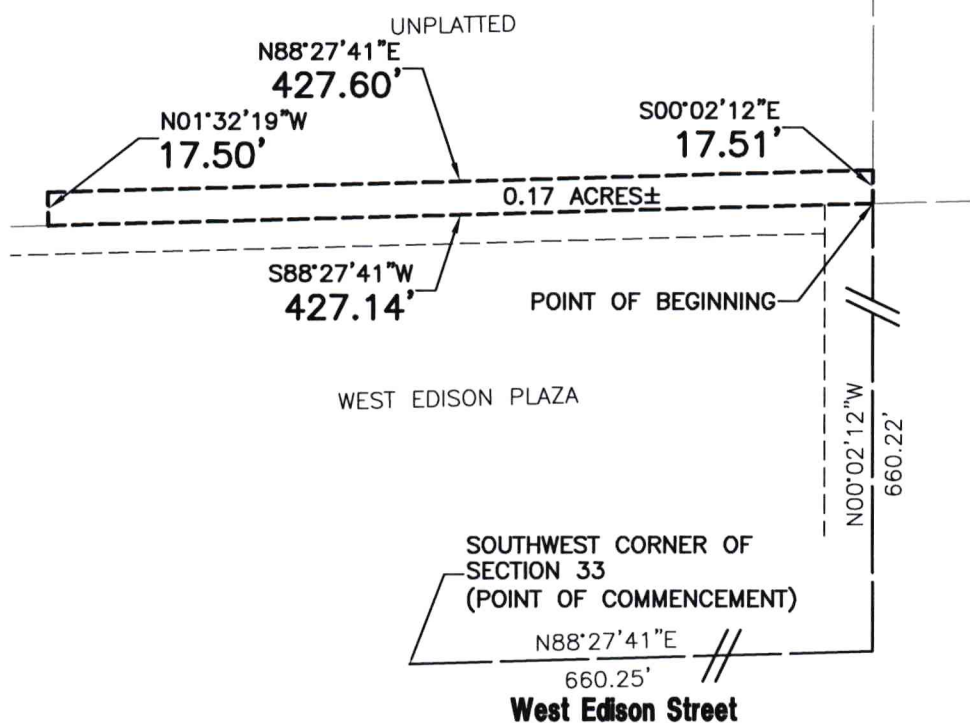 UNPLATTED
N88°27'41"E
427.60'
N01°32'19"W
17.50'
S00°02'12"E
17.51'
0.17 ACRES±
S88°27'41"W
427.14'
POINT OF BEGINNING
WEST EDISON PLAZA
N00°02'12"W
660.22'
SOUTHWEST CORNER OF
SECTION 33
(POINT OF COMMENCEMENT)
N88°27'41"E
660.25'
West Edison Street